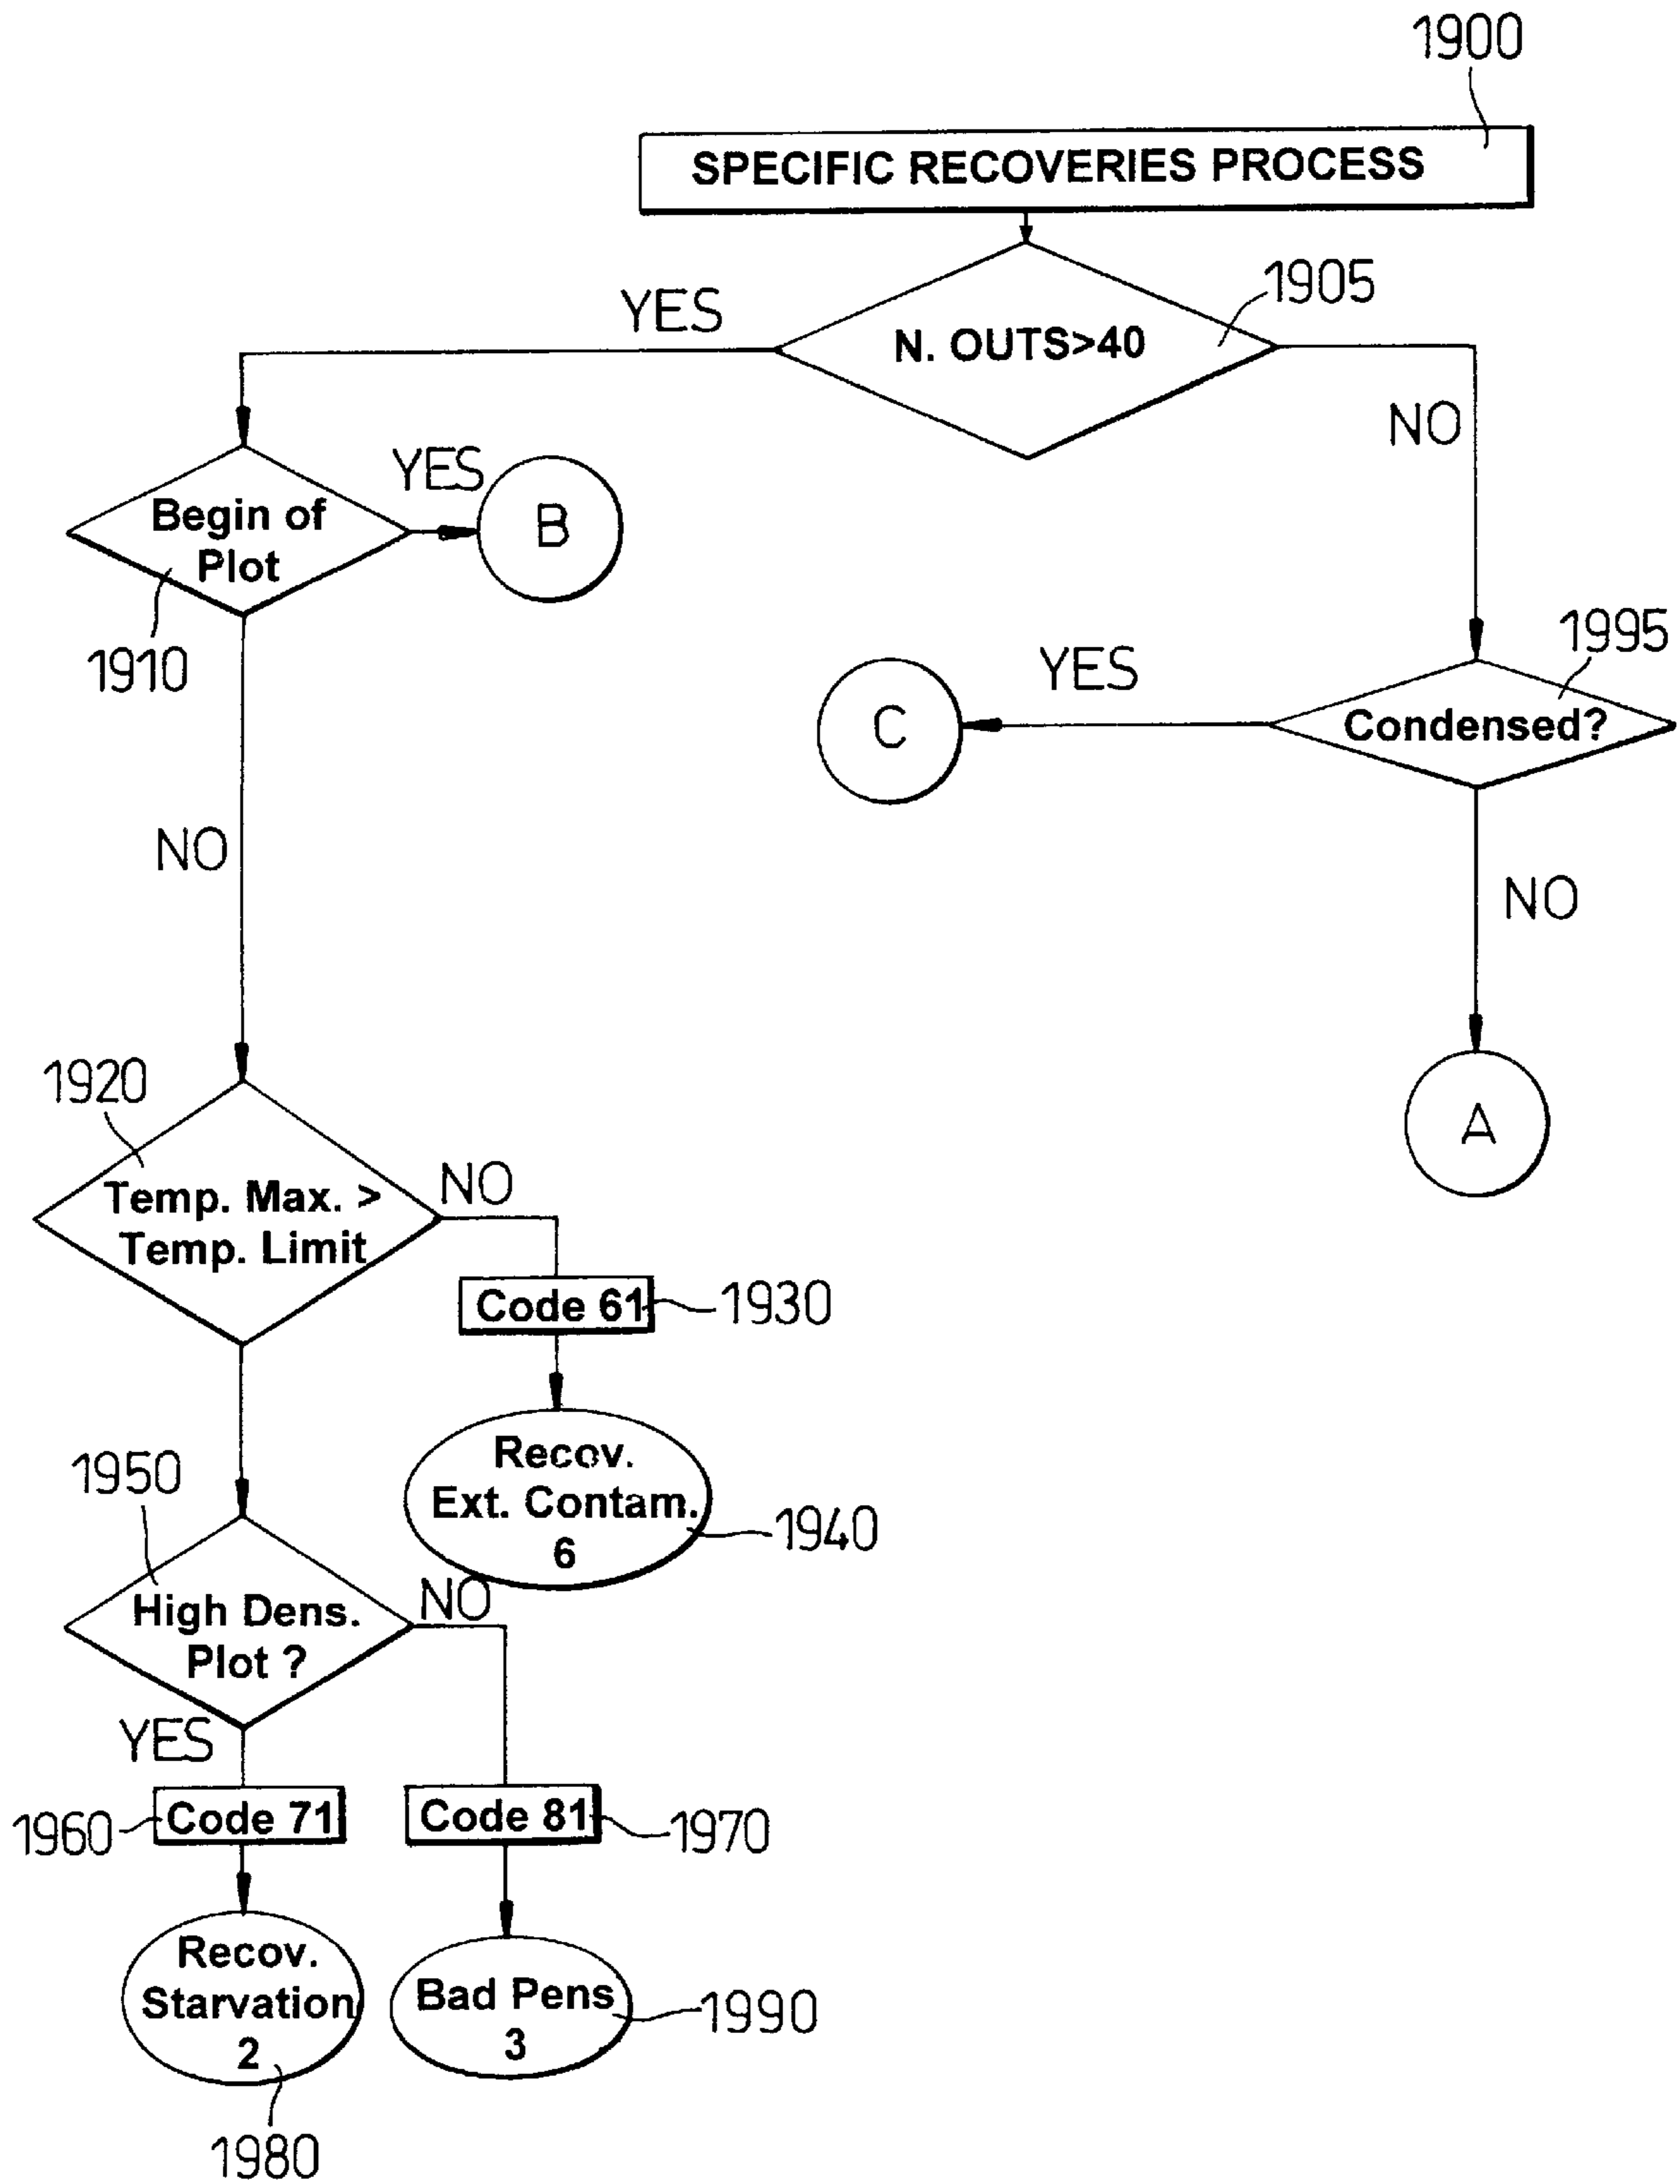 1900
SPECIFIC RECOVERIES PROCESS
1905
YES
N. OUTS>40
NO
YES
Begin of
Plot
B
1910
1995
YES
C
Condensed?
NO
NO
A
1920
Temp. Max. >
Temp. Limit
NO
Code 61
1930
Recov.
Ext. Contam.
6
1940
1950
High Dens.
Plot ?
NO
YES
1960
Code 71
Code 81
1970
Recov.
Starvation
2
Bad Pens
3
1990
1980